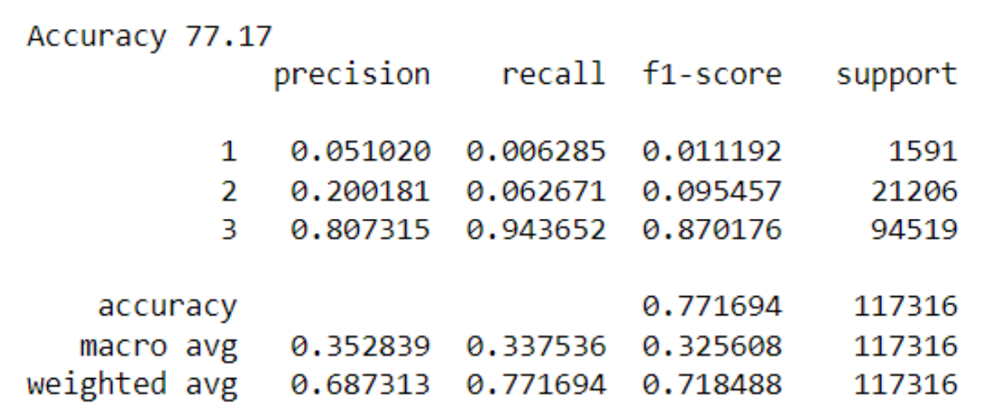 Accuracy 77.17
precision recall f1-score support
1 0.051020 0.006285 0.011192 1591
2 0.200181 0.062671 0.095457 21206
3 0.807315 0.943652 0.870176 94519
accuracy 0.771694 117316
macro avg 0.352839 0.337536 0.325608 117316
weighted avg 0.687313 0.771694 0.718488 117316